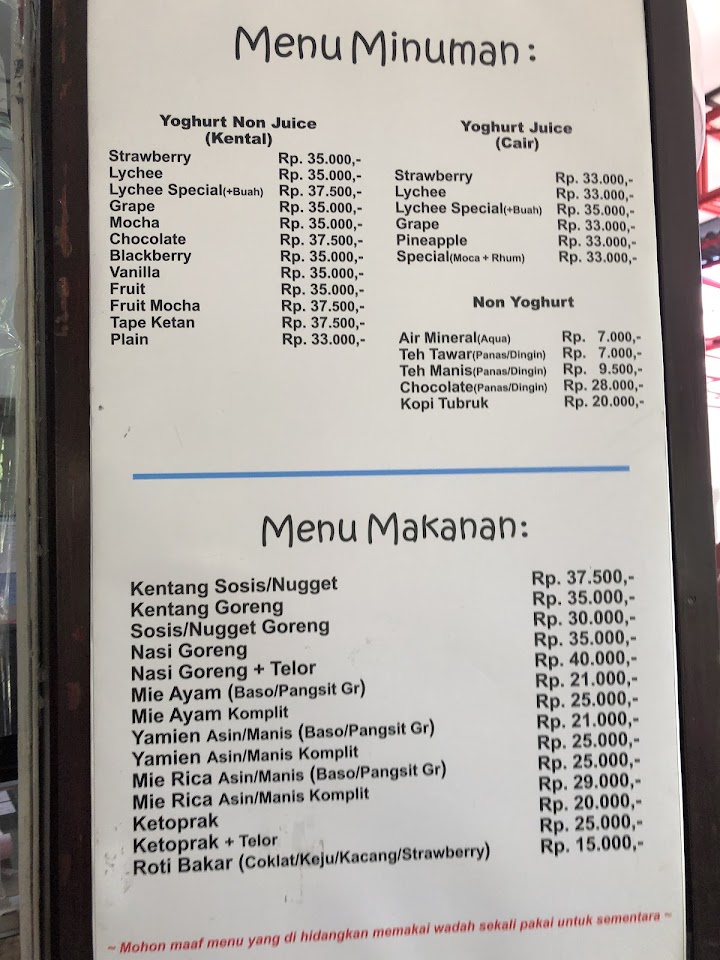 Menu Minuman:
Yoghurt Non Juice
(Kental)
Strawberry Rp. 35.000,-
Lychee Rp. 35.000,-
Lychee Special(+Buah) Rp. 37.500,-
Grape Rp. 35.000,-
Mocha Rp. 35.000,-
Chocolate Rp. 37.500,-
Blackberry Rp. 35.000,-
Vanilla Rp. 35.000,-
Fruit Rp. 35.000,-
Fruit Mocha Rp. 37.500,-
Tape Ketan Rp. 37.500,-
Plain Rp. 33.000,-
Yoghurt Juice
(Cair)
Strawberry Rp. 33.000,-
Lychee Rp. 33.000,-
Lychee Special(+Buah) Rp. 35.000,-
Grape Rp. 33.000,-
Pineapple Rp. 33.000,-
Special(Moca + Rhum) Rp. 33.000,-
Non Yoghurt
Air Mineral(Aqua) Rp. 7.000,-
Teh Tawar(Panas/Dingin) Rp. 7.000,-
Teh Manis(Panas/Dingin) Rp. 9.500,-
Chocolate(Panas/Dingin) Rp. 28.000,-
Kopi Tubruk Rp. 20.000,-
Menu Makanan:
Kentang Sosis/Nugget Rp. 37.500,-
Kentang Goreng Rp. 35.000,-
Sosis/Nugget Goreng Rp. 30.000,-
Nasi Goreng Rp. 35.000,-
Nasi Goreng + Telor Rp. 40.000,-
Mie Ayam (Baso/Pangsit Gr) Rp. 21.000,-
Mie Ayam Komplit Rp. 25.000,-
Yamien Asin/Manis (Baso/Pangsit Gr) Rp. 21.000,-
Yamien Asin/Manis Komplit Rp. 25.000,-
Mie Rica Asin/Manis (Baso/Pangsit Gr) Rp. 25.000,-
Mie Rica Asin/Manis Komplit Rp. 29.000,-
Ketoprak Rp. 20.000,-
Ketoprak + Telor Rp. 25.000,-
Roti Bakar (Coklat/Keju/Kacang/Strawberry) Rp. 15.000,-
~ Mohon maaf menu yang di hidangkan memakai wadah sekali pakai untuk sementara ~